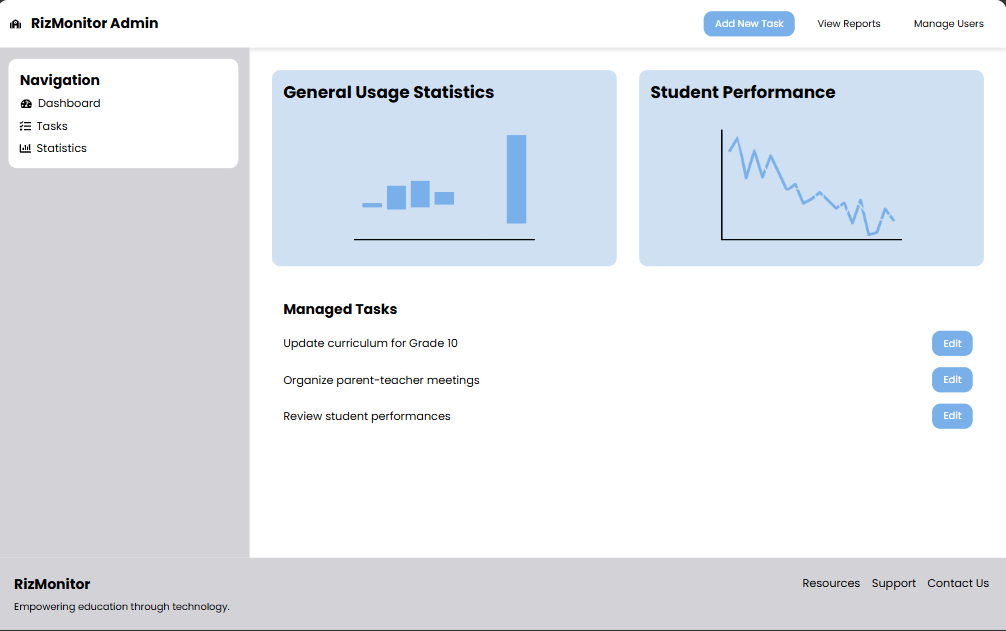 RizMonitor Admin
Add New Task
View Reports
Manage Users
Navigation
Dashboard
Tasks
Statistics
General Usage Statistics
Student Performance
Managed Tasks
Update curriculum for Grade 10
Edit
Organize parent-teacher meetings
Edit
Review student performances
Edit
RizMonitor
Empowering education through technology.
Resources
Support
Contact Us